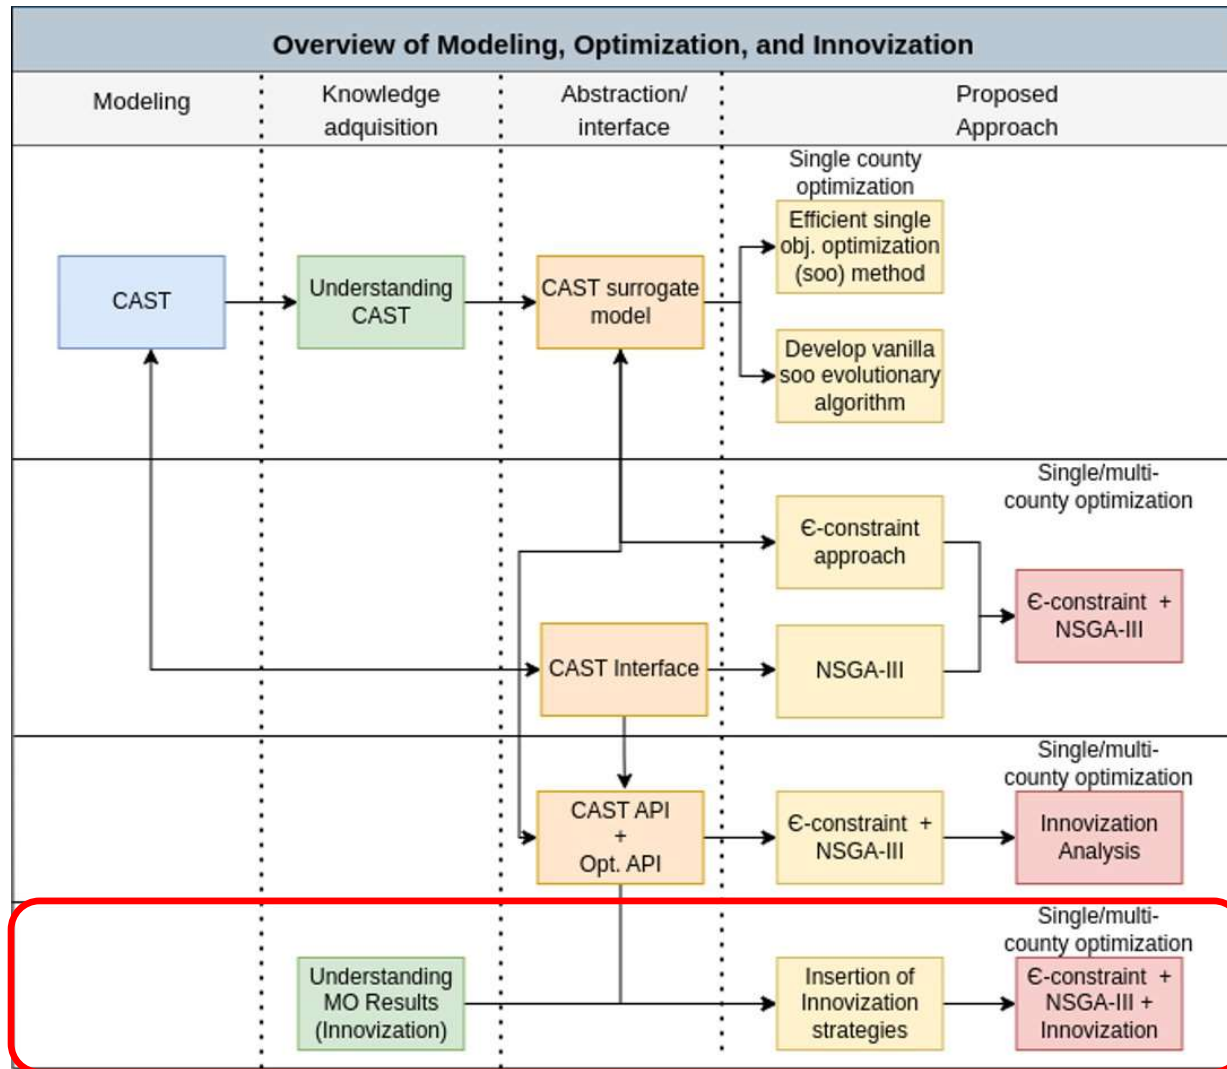 Overview of Modeling, Optimization, and Innovization
Modeling
Knowledge
adquisition
Abstraction/
interface
Proposed
Approach
Single county
optimization
Efficient single
obj. optimization
(soo) method
CAST
Understanding
CAST
CAST surrogate
model
Develop vanilla
soo evolutionary
algorithm
Single/multi-
county optimization
Є-constraint
approach
Є-constraint +
NSGA-III
CAST Interface
NSGA-III
Single/multi-
county optimization
CAST API
+
Opt. API
Є-constraint +
NSGA-III
Innovization
Analysis
Single/multi-
county optimization
Understanding
MO Results
(Innovization)
Insertion of
Innovization
strategies
Є-constraint +
NSGA-III +
Innovization